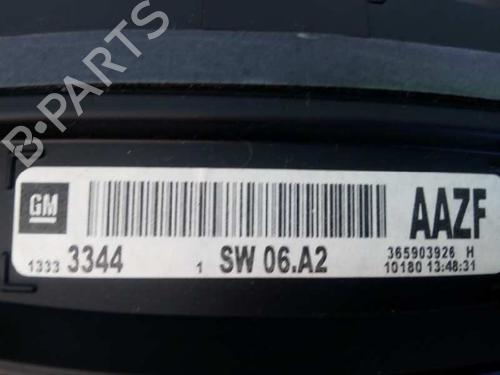 GM
AAZF
1333 3344 1 SW 06.A2
365903926 H
10180 13:48:31
B-PARTS